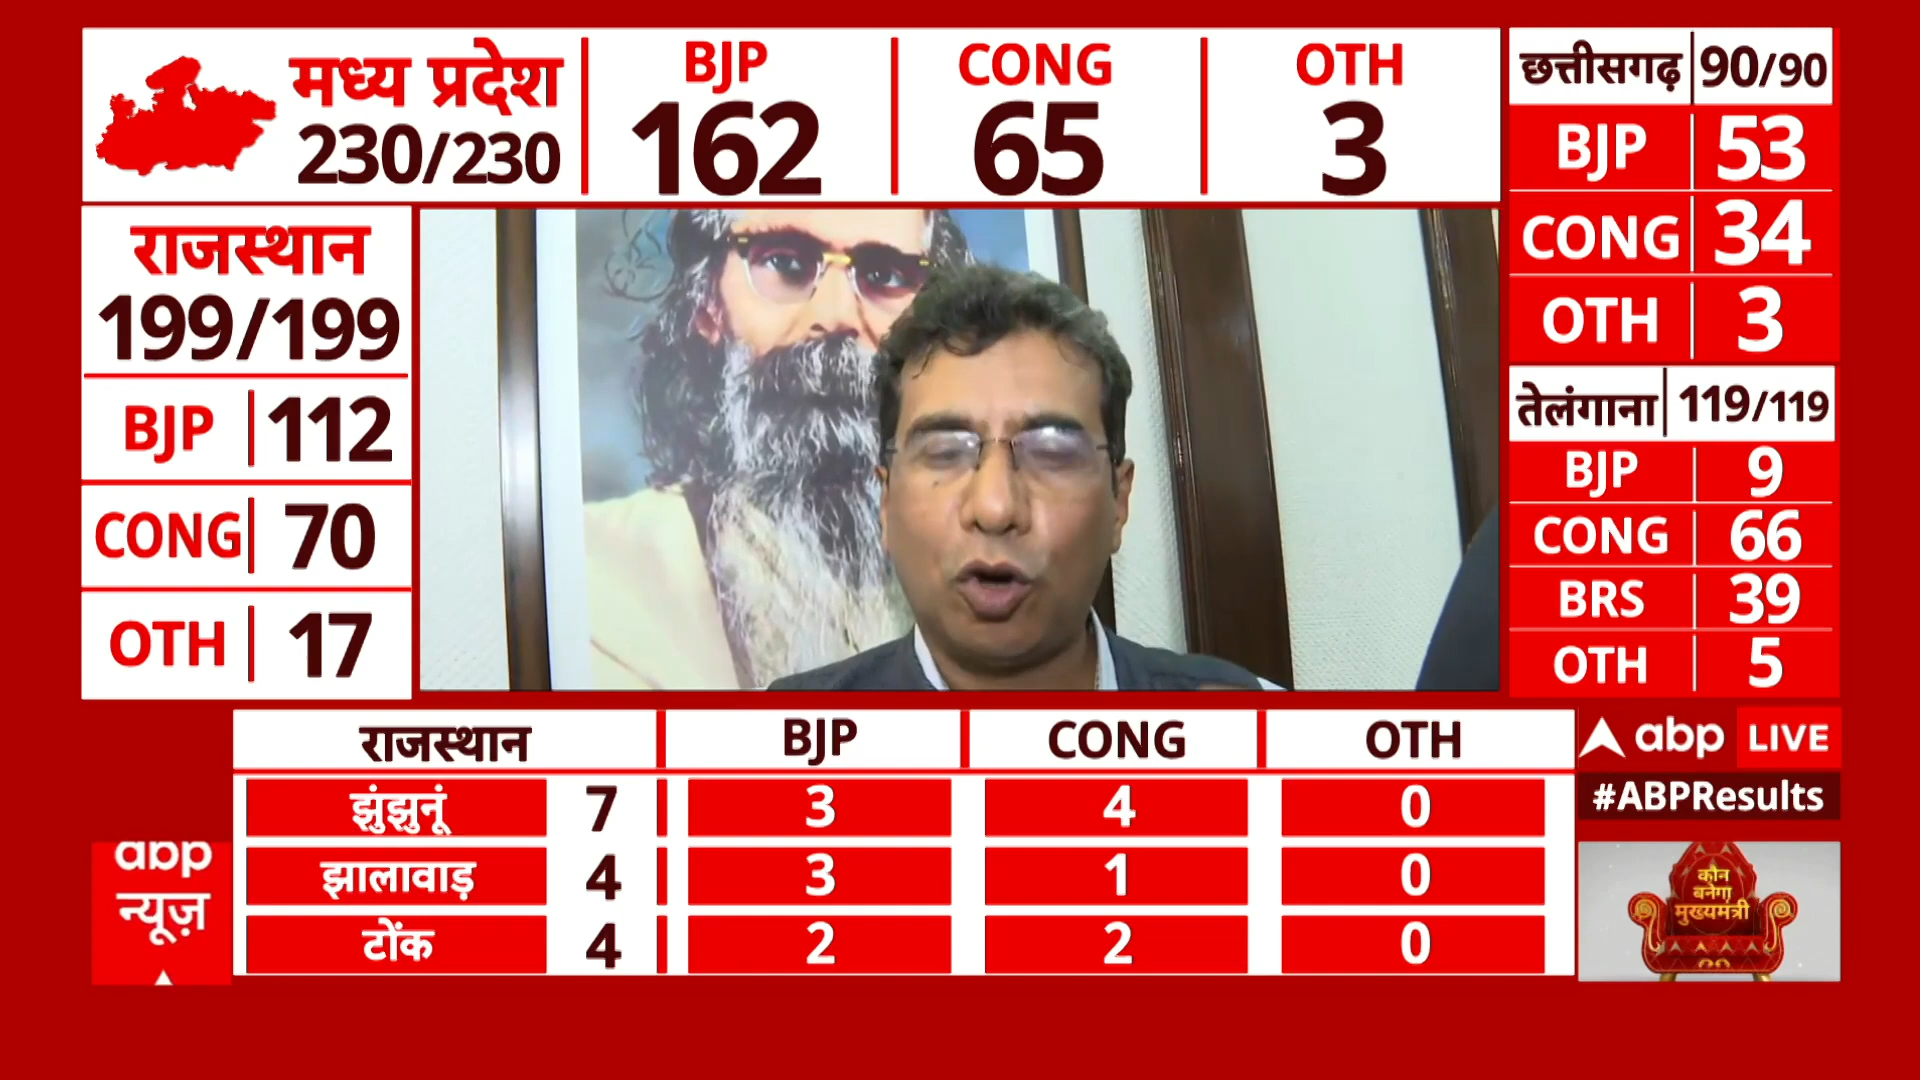 मध्य प्रदेश
230/230
BJP
162
CONG
65
OTH
3
छत्तीसगढ़ 90/90
BJP 53
CONG 34
OTH 3
राजस्थान
199/199
BJP 112
CONG 70
OTH 17
तेलंगाना 119/119
BJP 9
CONG 66
BRS 39
OTH 5
राजस्थान BJP CONG OTH
झुंझुनूं 7 3 4 0
झालावाड़ 4 3 1 0
टोंक 4 2 2 0
abp LIVE
#ABPResults
abp
न्यूज़
कौन
बनेगा
मुख्यमंत्री